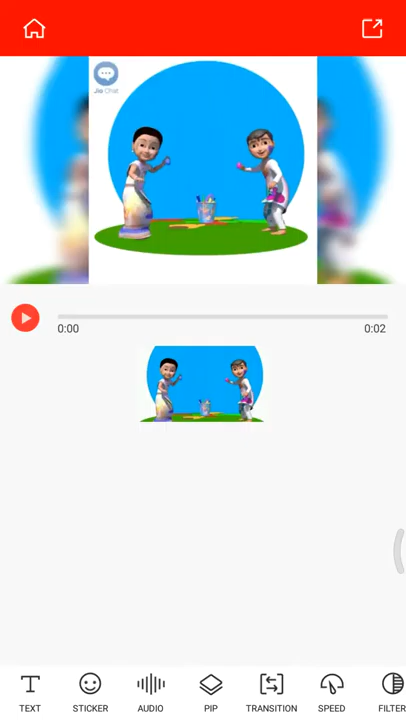 Jio Chat
0:00
0:02
TEXT
STICKER
AUDIO
PIP
TRANSITION
SPEED
FILTER